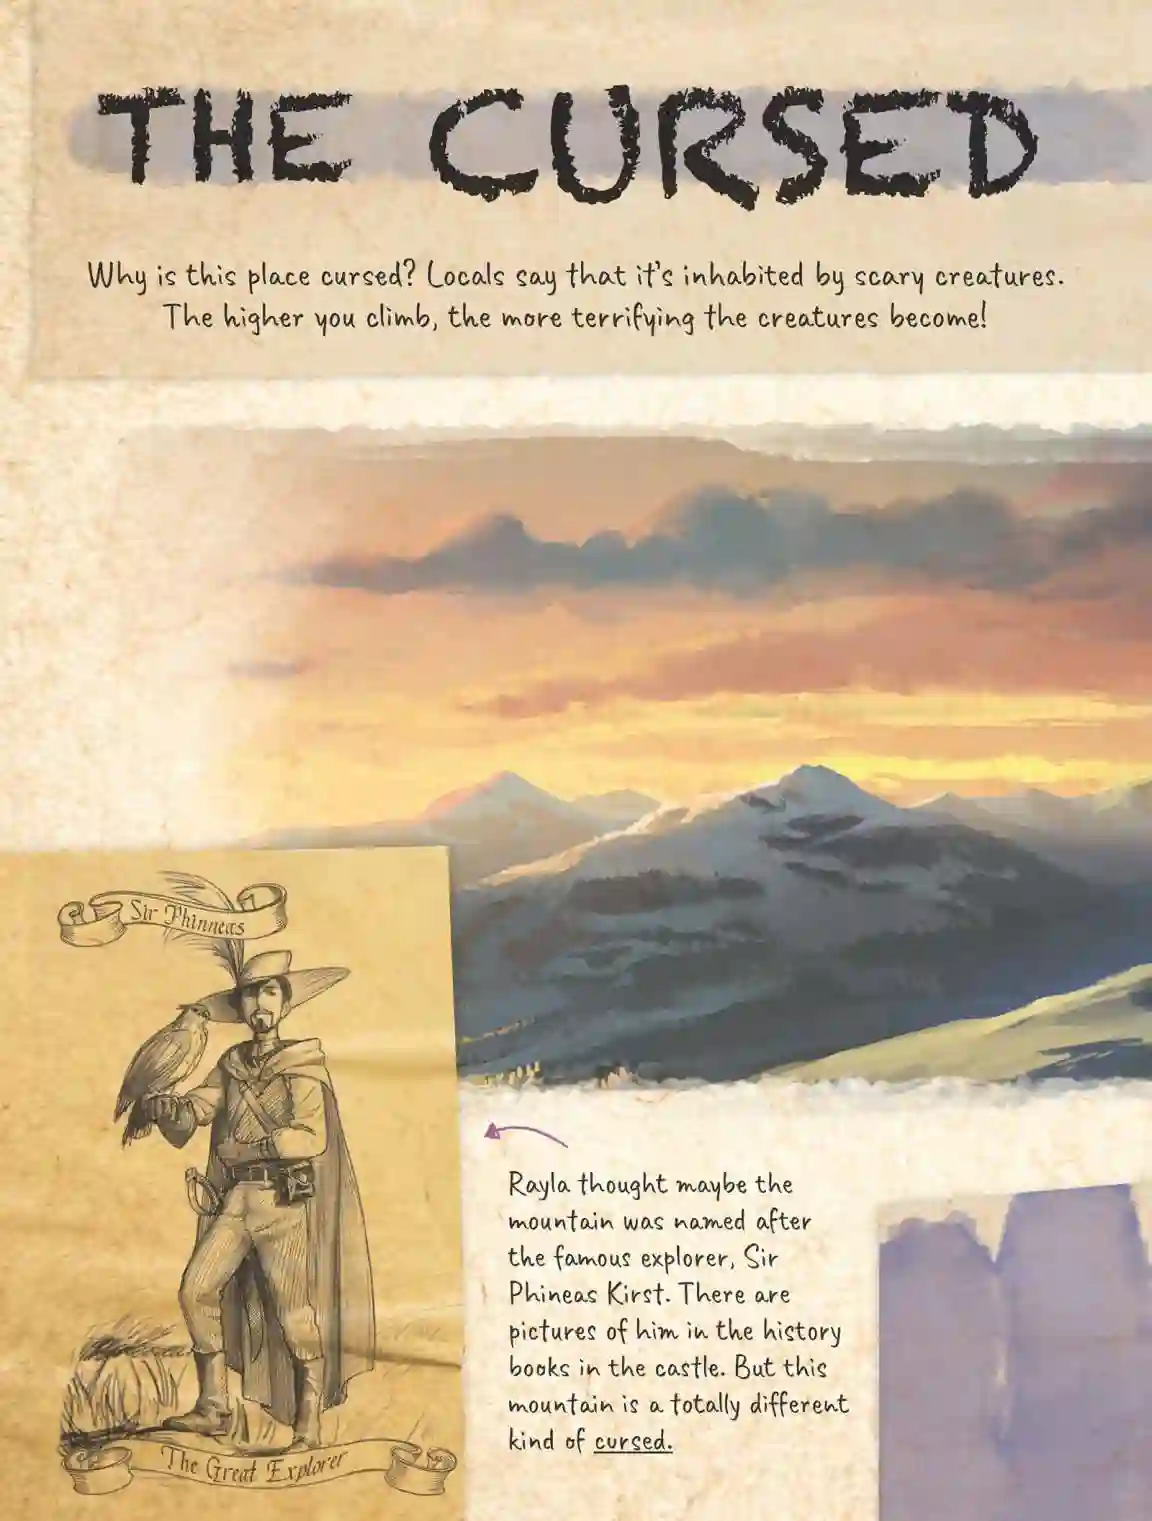 THE CURSED
Why is this place cursed? Locals say that it's inhabited by scary creatures.
The higher you climb, the more terrifying the creatures become!
Sir Phinneas
The Great Explorer
Rayla thought maybe the
mountain was named after
the famous explorer, Sir
Phineas Kirst. There are
pictures of him in the history
books in the castle. But this
mountain is a totally different
kind of cursed.